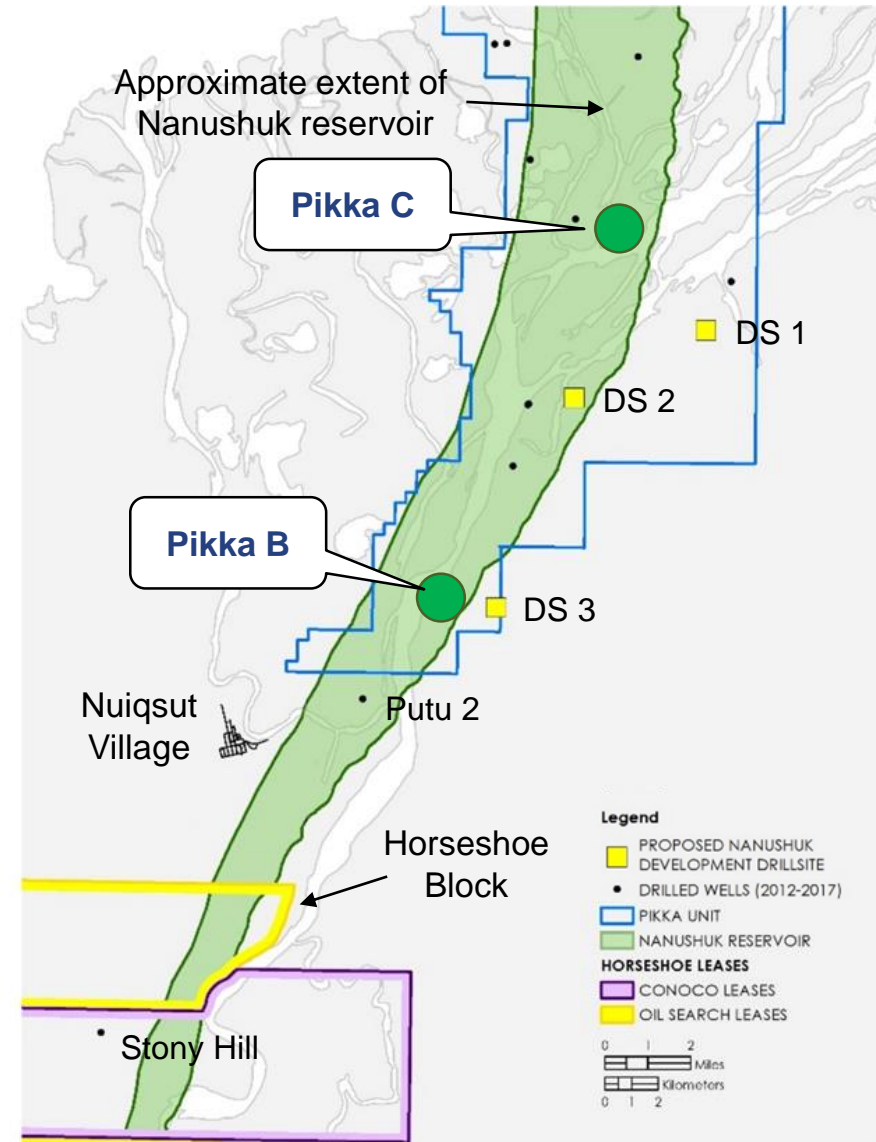 Approximate extent of
Nanushuk reservoir
Pikka C
DS 1
DS 2
Pikka B
DS 3
Putu 2
Nuiqsut
Village
Horseshoe
Block
Stony Hill
Legend
PROPOSED NANUSHUK
DEVELOPMENT DRILLSITE
DRILLED WELLS (2012-2017)
PIKKA UNIT
NANUSHUK RESERVOIR
HORSESHOE LEASES
CONOCO LEASES
OIL SEARCH LEASES
0 1 2
Miles
Kilometers
0 1 2